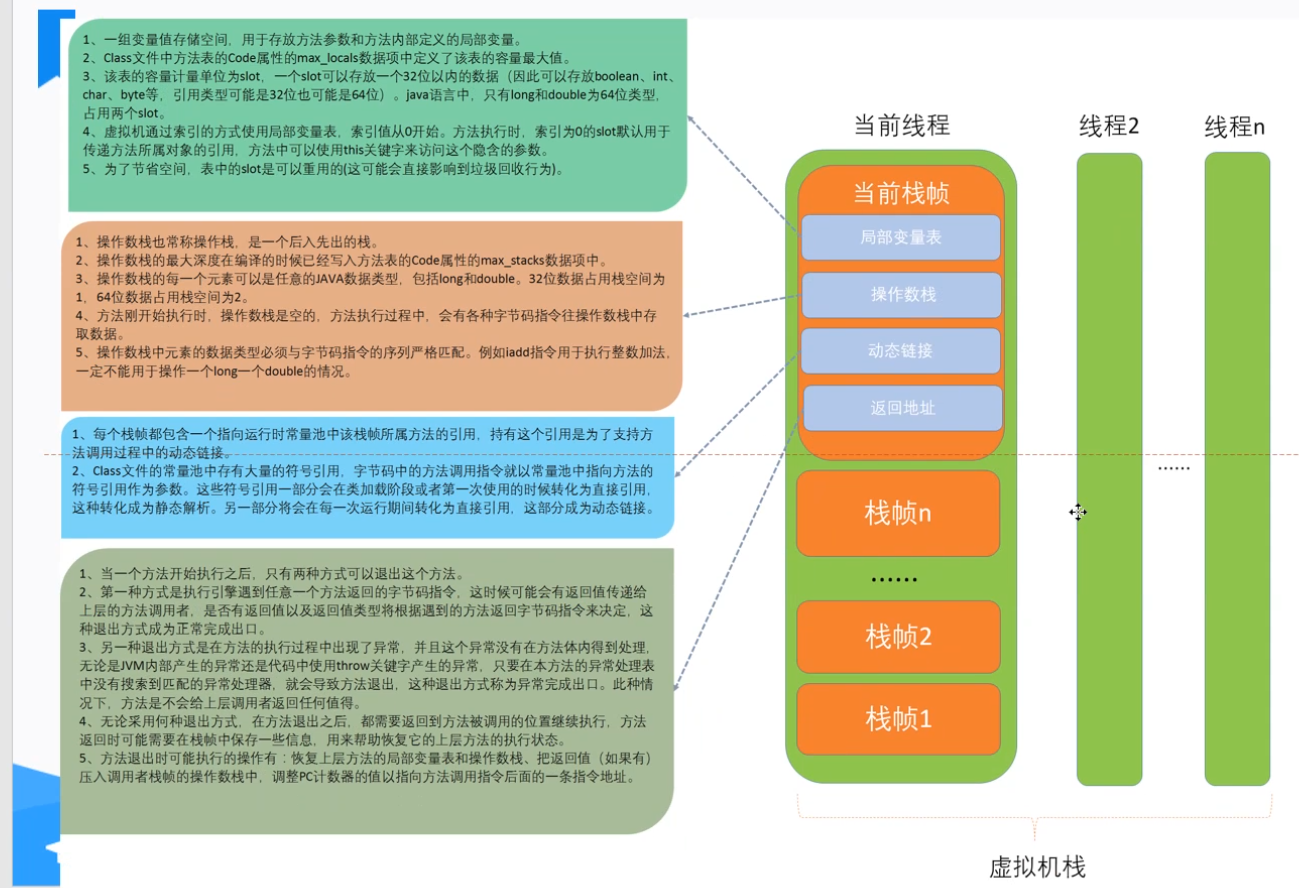 1、一组变量值存储空间，用于存放方法参数和方法内部定义的局部变量。
2、Class文件中方法表的Code属性的max_locals数据项中定义了该表的容量最大值。
3、该表的容量计量单位为slot，一个slot可以存放一个32位以内的数据（因此可以存放boolean、int、
char、byte等，引用类型可能是32位也可能是64位）。java语言中，只有long和double为64位类型，
占用两个slot。
4、虚拟机通过索引的方式使用局部变量表，索引值从0开始。方法执行时，索引为0的slot默认用于
传递方法所属对象的引用，方法中可以使用this关键字来访问这个隐含的参数。
5、为了节省空间，表中的slot是可以重用的(这可能会直接影响到垃圾回收行为)。
1、操作数栈也常称操作栈，是一个后入先出的栈。
2、操作数栈的最大深度在编译的时候已经写入方法表的Code属性的max_stacks数据项中。
3、操作数栈的每一个元素可以是任意的JAVA数据类型，包括long和double。32位数据占用栈空间为
1，64位数据占用栈空间为2。
4、方法刚开始执行时，操作数栈是空的，方法执行过程中，会有各种字节码指令往操作数栈中存
取数据。
5、操作数栈中元素的数据类型必须与字节码指令的序列严格匹配。例如iadd指令用于执行整数加法，
一定不能用于操作一个long一个double的情况。
1、每个栈帧都包含一个指向运行时常量池中该栈帧所属方法的引用，持有这个引用是为了支持方
法调用过程中的动态链接。
2、Class文件的常量池中存有大量的符号引用，字节码中的方法调用指令就以常量池中指向方法的
符号引用作为参数。这些符号引用一部分会在类加载阶段或者第一次使用的时候转化为直接引用，
这种转化成为静态解析。另一部分将会在每一次运行期间转化为直接引用，这部分成为动态链接。
1、当一个方法开始执行之后，只有两种方式可以退出这个方法。
2、第一种方式是执行引擎遇到任意一个方法返回的字节码指令，这时候可能会有返回值传递给
上层的方法调用者，是否有返回值以及返回值类型将根据遇到的方法返回字节码指令来决定，这
种退出方式成为正常完成出口。
3、另一种退出方式是在方法的执行过程中出现了异常，并且这个异常没有在方法体内得到处理，
无论是JVM内部产生的异常还是代码中使用throw关键字产生的异常，只要在本方法的异常处理表
中没有搜索到匹配的异常处理器，就会导致方法退出，这种退出方式称为异常完成出口。此种情
况下，方法是不会给上层调用者返回任何值得。
4、无论采用何种退出方式，在方法退出之后，都需要返回到方法被调用的位置继续执行，方法
返回时可能需要在栈帧中保存一些信息，用来帮助恢复它的上层方法的执行状态。
5、方法退出时可能执行的操作有：恢复上层方法的局部变量表和操作数栈、把返回值（如果有）
压入调用者栈帧的操作数栈中，调整PC计数器的值以指向方法调用指令后面的一条指令地址。
当前线程
线程2
线程n
当前栈帧
局部变量表
操作数栈
动态链接
返回地址
······
栈帧n
······
栈帧2
栈帧1
虚拟机栈